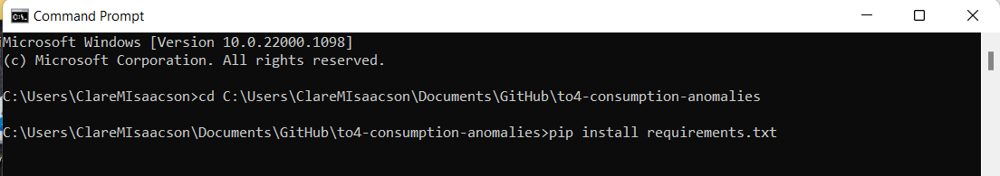 Command Prompt
Microsoft Windows [Version 10.0.22000.1098]
(c) Microsoft Corporation. All rights reserved.
C:\Users\ClareMIsaacson>cd C:\Users\ClareMIsaacson\Documents\GitHub\to4-consumption-anomalies
C:\Users\ClareMIsaacson\Documents\GitHub\to4-consumption-anomalies>pip install requirements.txt